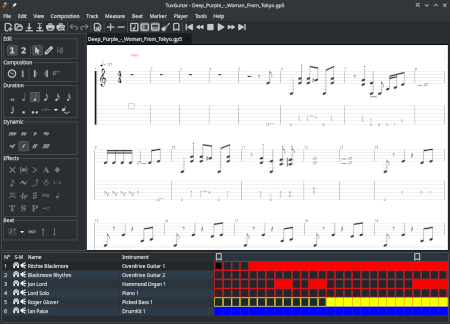 TuxGuitar - Deep_Purple_-_Woman_From_Tokyo.gp5
File Edit View Composition Track Measure Beat Marker Player Tools Help
Deep_Purple_-_Woman_From_Tokyo.gp5
Edit
1 2
Composition
Duration
Dynamic
Effects
T S P
Beat
N° S-M Name Instrument
1 Ritchie Blackmore Overdrive Guitar 1
2 Blackmore Rhythm Overdrive Guitar 2
3 Jon Lord Hammond Organ 1
4 Lord Solo Piano 1
5 Roger Glover Picked Bass 1
6 Ian Paice DrumKit 1